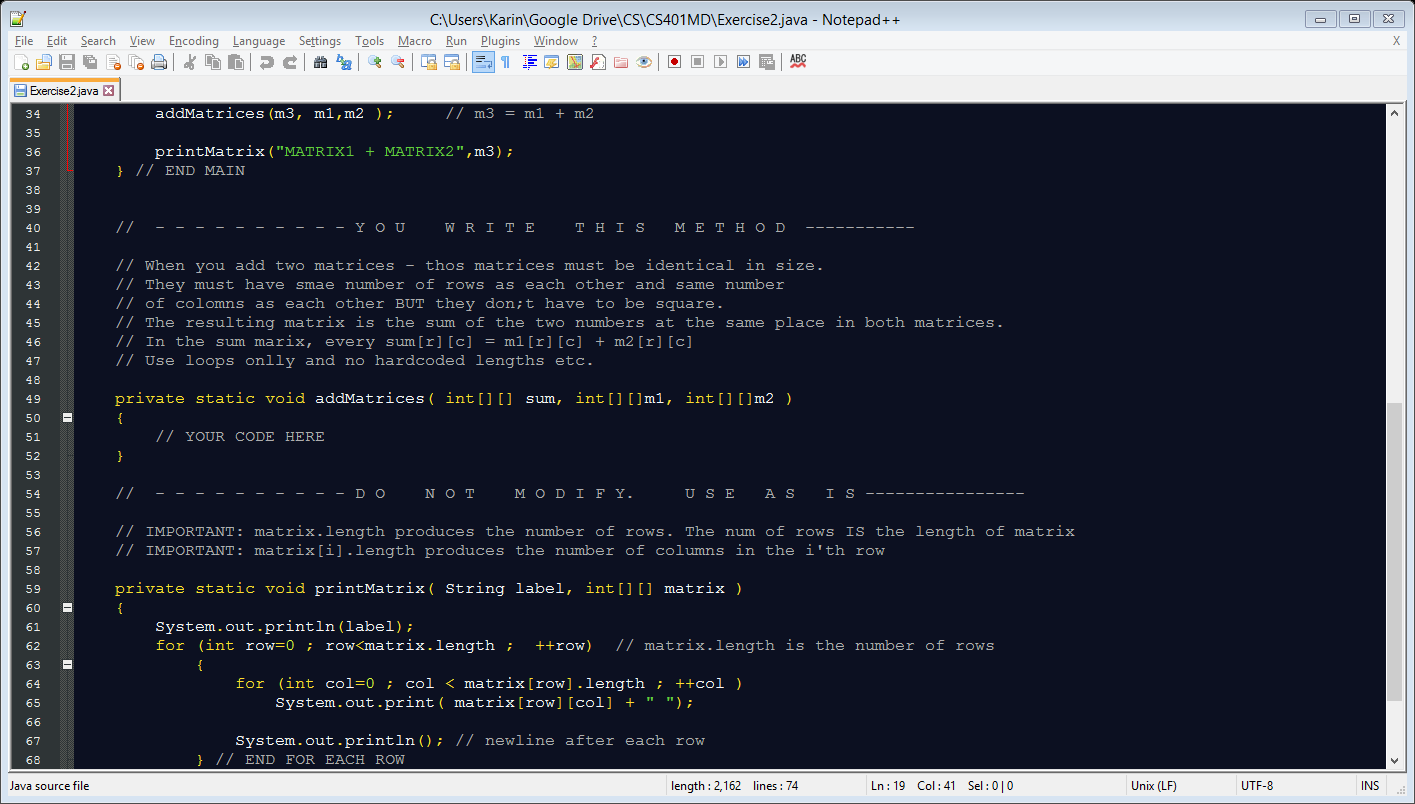 C:\Users\Karin\Google Drive\CS\CS401MD\Exercise2.java - Notepad++
File Edit Search View Encoding Language Settings Tools Macro Run Plugins Window ? X
ABC
Exercise2.java
34 addMatrices(m3, m1,m2 ); // m3 = m1 + m2
35
36 printMatrix("MATRIX1 + MATRIX2",m3);
37 } // END MAIN
38
39
40 // - - - - - - - - - - Y O U W R I T E T H I S M E T H O D -----------
41
42 // When you add two matrices - thos matrices must be identical in size.
43 // They must have smae number of rows as each other and same number
44 // of colomns as each other BUT they don;t have to be square.
45 // The resulting matrix is the sum of the two numbers at the same place in both matrices.
46 // In the sum marix, every sum[r][c] = m1[r][c] + m2[r][c]
47 // Use loops onlly and no hardcoded lengths etc.
48
49 private static void addMatrices( int[][] sum, int[][]m1, int[][]m2 )
50 {
51 // YOUR CODE HERE
52 }
53
54 // - - - - - - - - - - D O N O T M O D I F Y. U S E A S I S ----------------
55
56 // IMPORTANT: matrix.length produces the number of rows. The num of rows IS the length of matrix
57 // IMPORTANT: matrix[i].length produces the number of columns in the i'th row
58
59 private static void printMatrix( String label, int[][] matrix )
60 {
61 System.out.println(label);
62 for (int row=0 ; row<matrix.length ; ++row) // matrix.length is the number of rows
63 {
64 for (int col=0 ; col < matrix[row].length ; ++col )
65 System.out.print( matrix[row][col] + " ");
66
67 System.out.println(); // newline after each row
68 } // END FOR EACH ROW
Java source file length : 2,162 lines : 74 Ln : 19 Col : 41 Sel : 0 | 0 Unix (LF) UTF-8 INS